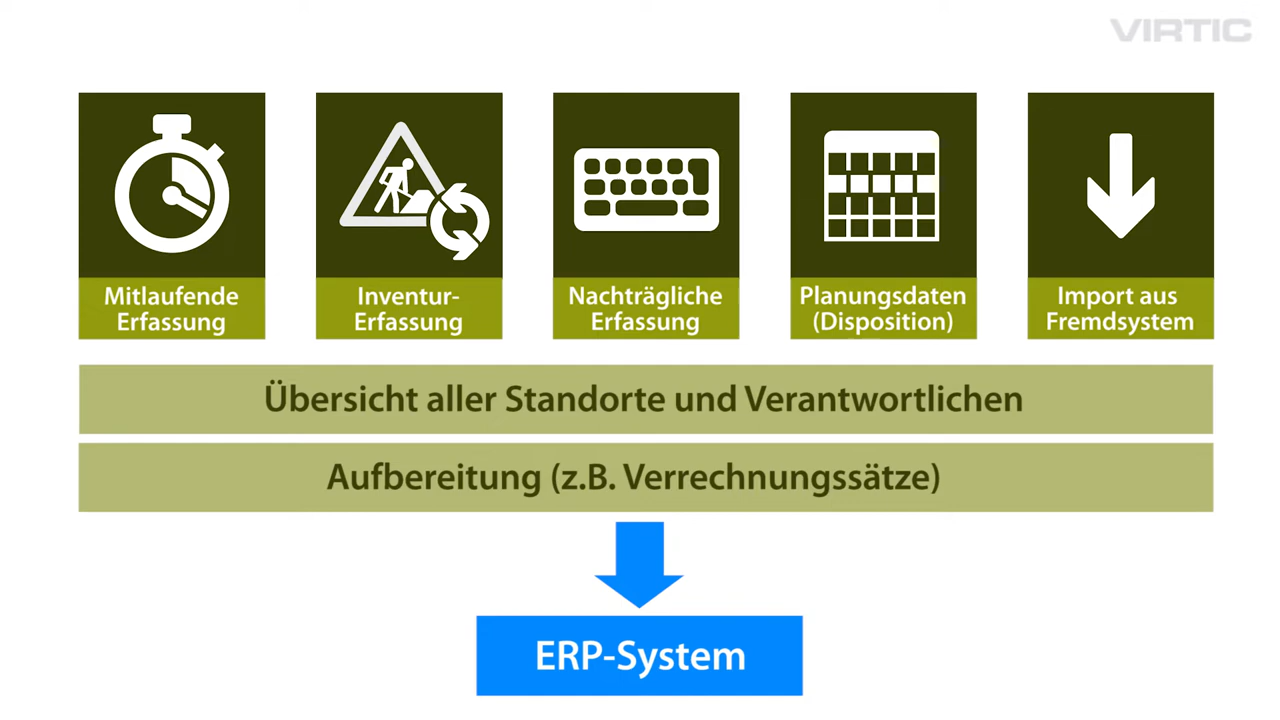 VIRTIC
Mitlaufende
Erfassung
Inventur-
Erfassung
Nachträgliche
Erfassung
Planungsdaten
(Disposition)
Import aus
Fremdsystem
Übersicht aller Standorte und Verantwortlichen
Aufbereitung (z.B. Verrechnungssätze)
ERP-System